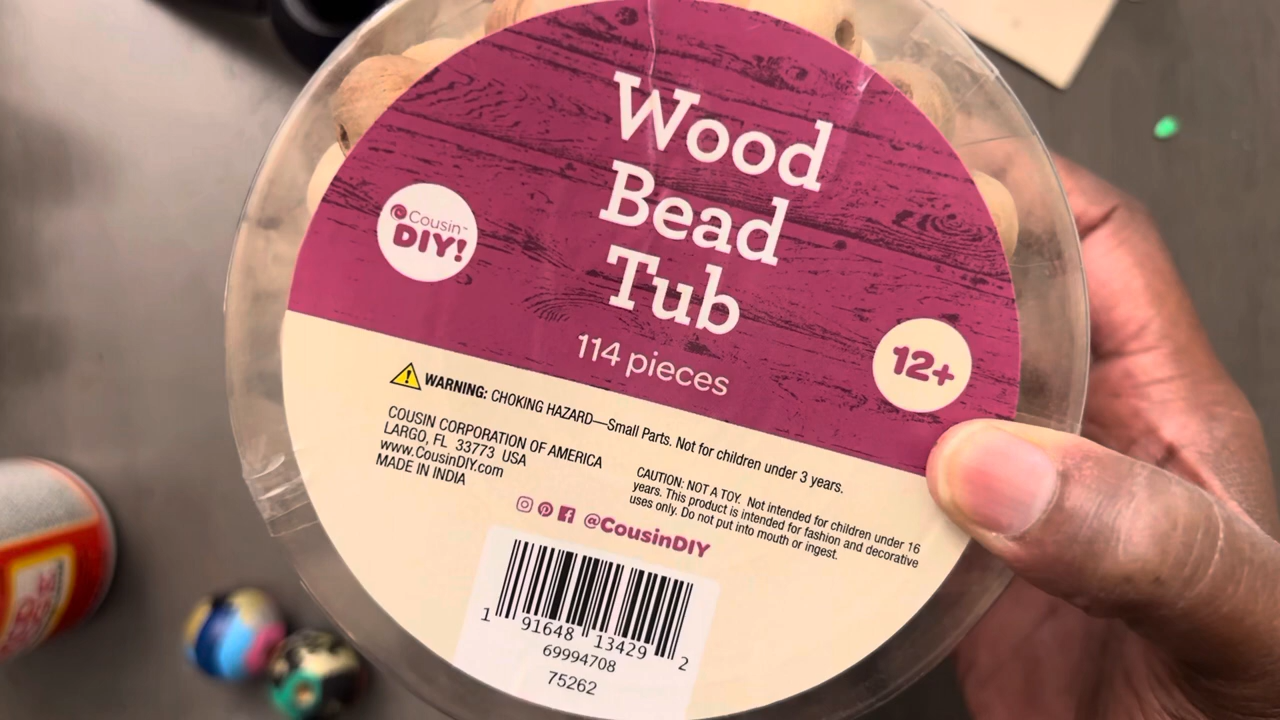 Wood
Bead
Tub
114 pieces
Cousin™
DIY!
12+
WARNING: CHOKING HAZARD—Small Parts. Not for children under 3 years.
COUSIN CORPORATION OF AMERICA
LARGO, FL 33773 USA
www.CousinDIY.com
MADE IN INDIA
CAUTION: NOT A TOY. Not intended for children under 16
years. This product is intended for fashion and decorative
uses only. Do not put into mouth or ingest.
@CousinDIY
1 91648 13429 2
69994708
75262